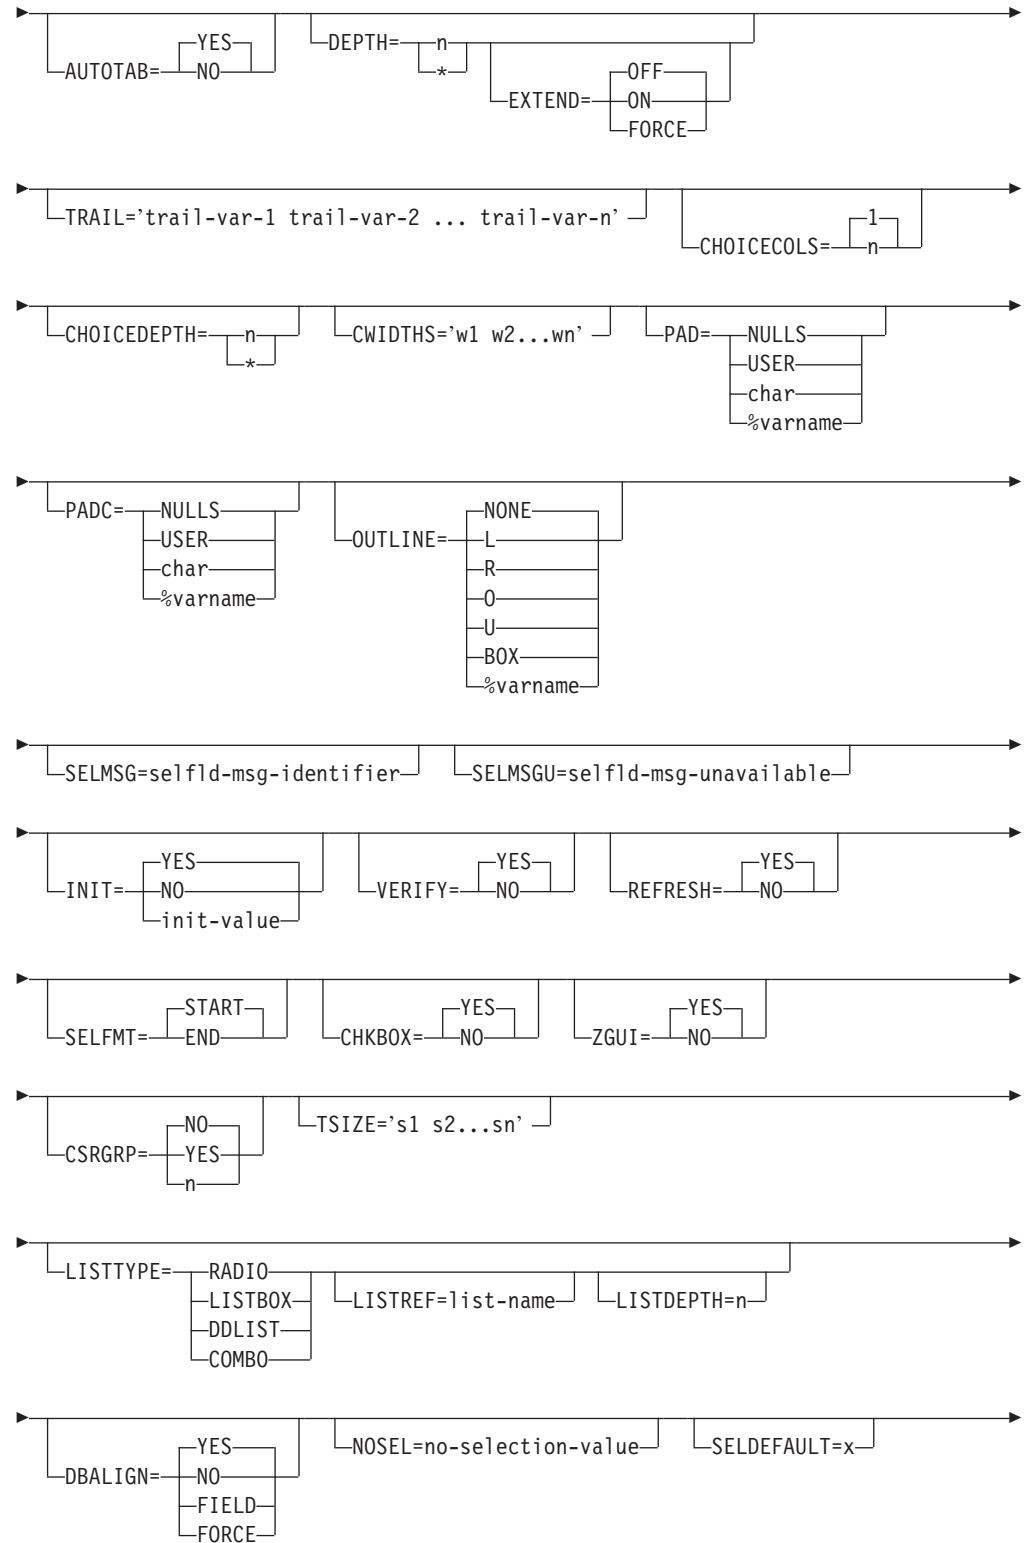 YES
AUTOTAB= NO
DEPTH= n
*
OFF
EXTEND= ON
FORCE
TRAIL=’trail-var-1 trail-var-2 ... trail-var-n’
1
CHOICECOLS= n
CHOICEDEPTH= n
*
CWIDTHS=’w1 w2...wn’
PAD= NULLS
USER
char
%varname
PADC= NULLS
USER
char
%varname
NONE
OUTLINE= L
R
O
U
BOX
%varname
SELMSG=selfld-msg-identifier
SELMSGU=selfld-msg-unavailable
YES
INIT= NO
init-value
YES
VERIFY= NO
YES
REFRESH= NO
START
SELFMT= END
YES
CHKBOX= NO
YES
ZGUI= NO
NO
CSRGRP= YES
n
TSIZE=’s1 s2...sn’
LISTTYPE= RADIO
LISTBOX
DDLIST
COMBO
LISTREF=list-name
LISTDEPTH=n
YES
DBALIGN= NO
FIELD
FORCE
NOSEL=no-selection-value
SELDEFAULT=x